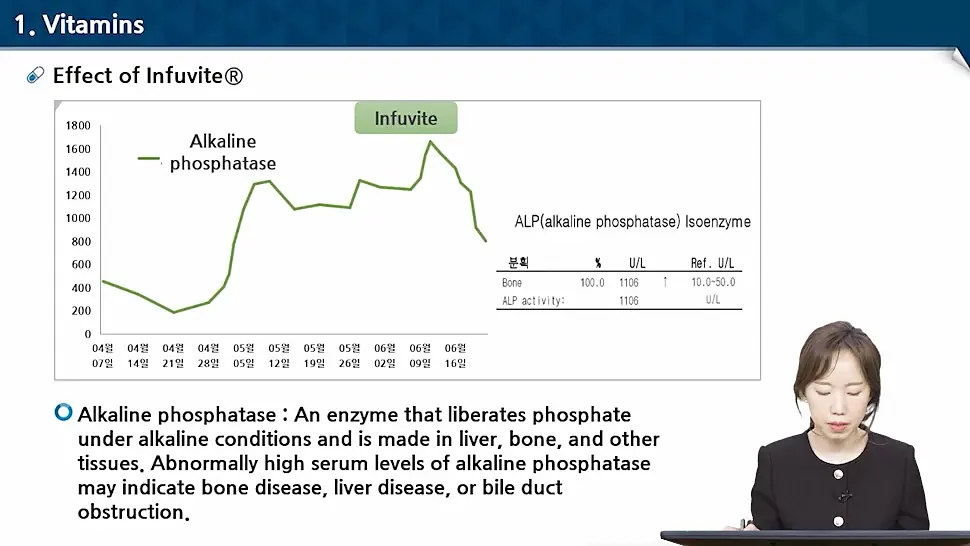 1. Vitamins
Effect of Infuvite®
Infuvite
Alkaline
phosphatase
1800
1600
1400
1200
1000
800
600
400
200
0
04월 04월 04월 04월 05월 05월 05월 05월 06월 06월 06월
07일 14일 21일 28일 05일 12일 19일 26일 02일 09일 16일
ALP(alkaline phosphatase) Isoenzyme
분획 % U/L Ref. U/L
Bone 100.0 1106 ↑ 10.0-50.0
ALP activity: 1106 U/L
Alkaline phosphatase : An enzyme that liberates phosphate
under alkaline conditions and is made in liver, bone, and other
tissues. Abnormally high serum levels of alkaline phosphatase
may indicate bone disease, liver disease, or bile duct
obstruction.